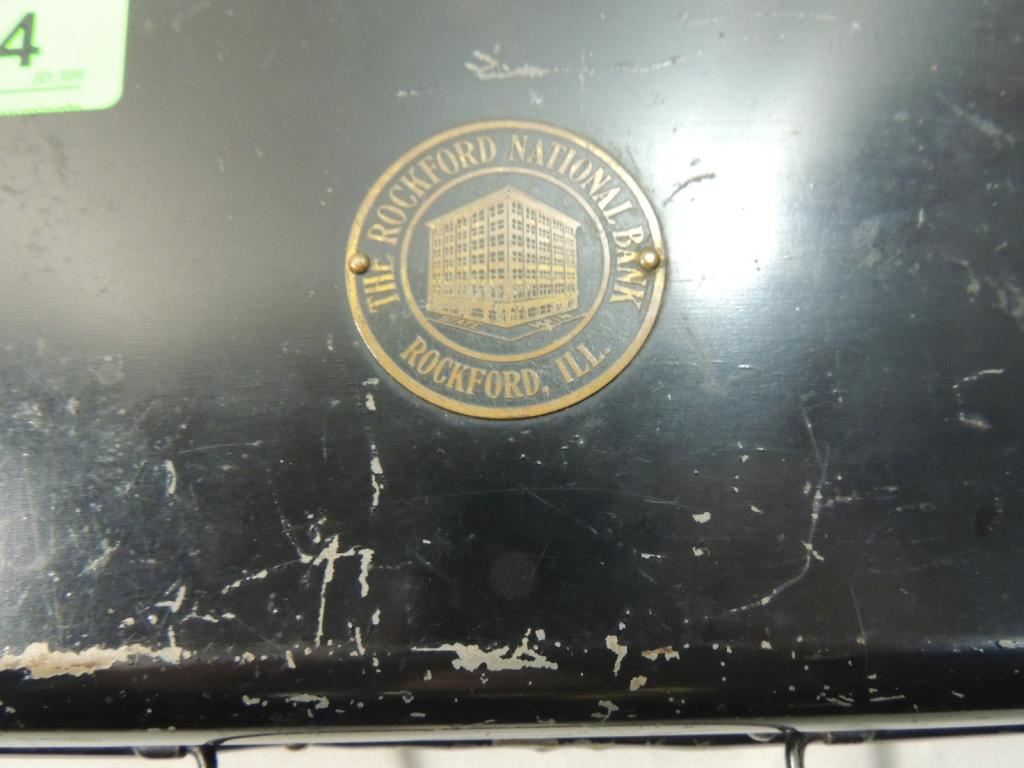 4
THE ROCKFORD NATIONAL BANK
ROCKFORD, ILL.